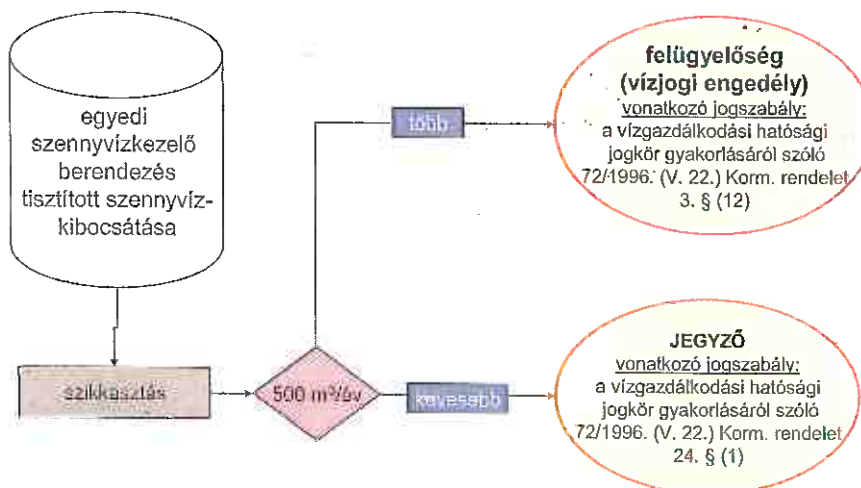 egyedi
szennyvízkezelő
berendezés
tisztított szennyvíz-
kibocsátása
szikkasztás
500 m³/év
több
kevesebb
felügyelőség
(vízjogi engedély)
vonatkozó jogszabály:
a vízgazdálkodási hatósági
jogkör gyakorlásáról szóló
72/1996. (V. 22.) Korm. rendelet
3. § (12)
JEGYZŐ
vonatkozó jogszabály:
a vízgazdálkodási hatósági
jogkör gyakorlásáról szóló
72/1996. (V. 22.) Korm. rendelet
24. § (1)